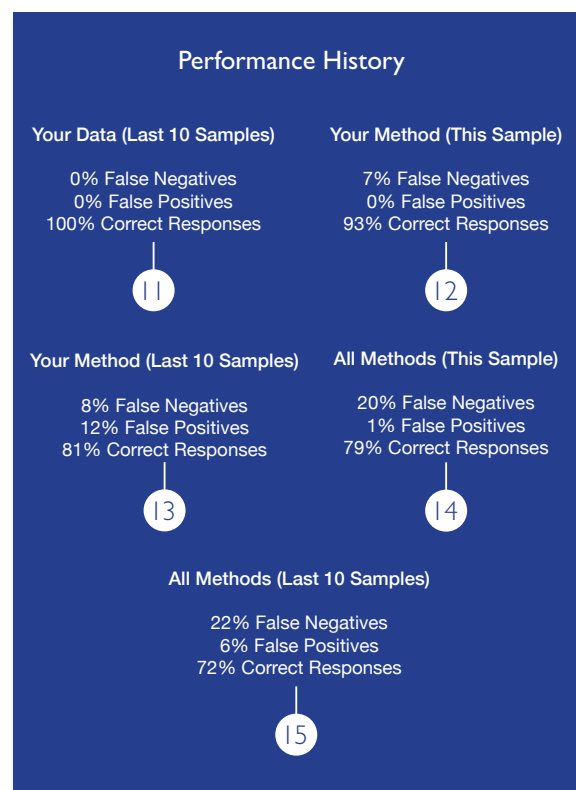 Performance History
Your Data (Last 10 Samples)
0% False Negatives
0% False Positives
100% Correct Responses
11
Your Method (This Sample)
7% False Negatives
0% False Positives
93% Correct Responses
12
Your Method (Last 10 Samples)
8% False Negatives
12% False Positives
81% Correct Responses
13
All Methods (This Sample)
20% False Negatives
1% False Positives
79% Correct Responses
14
All Methods (Last 10 Samples)
22% False Negatives
6% False Positives
72% Correct Responses
15